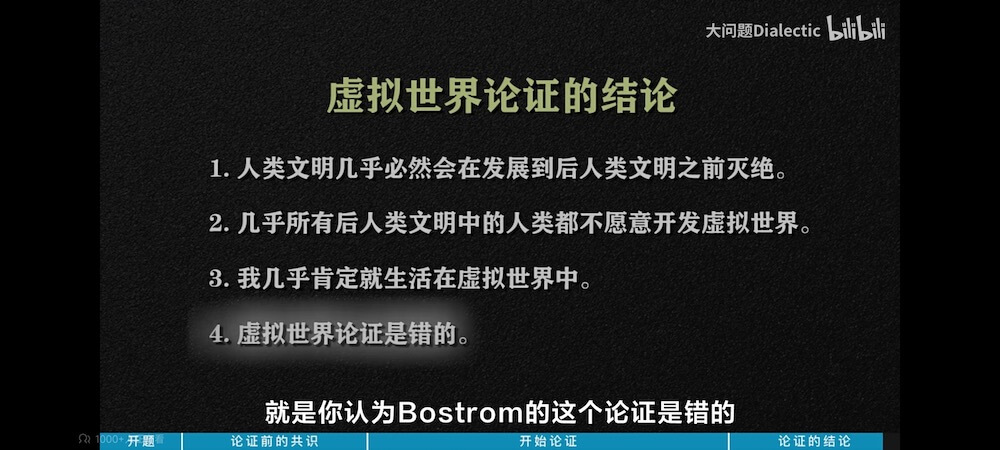 大问题Dialectic bilibili
虚拟世界论证的结论
1. 人类文明几乎必然会在发展到后人类文明之前灭绝。
2. 几乎所有后人类文明中的人类都不愿意开发虚拟世界。
3. 我几乎肯定就生活在虚拟世界中。
4. 虚拟世界论证是错的。
就是你认为Bostrom的这个论证是错的
1000+
开题 论证前的共识 开始论证 论证的结论